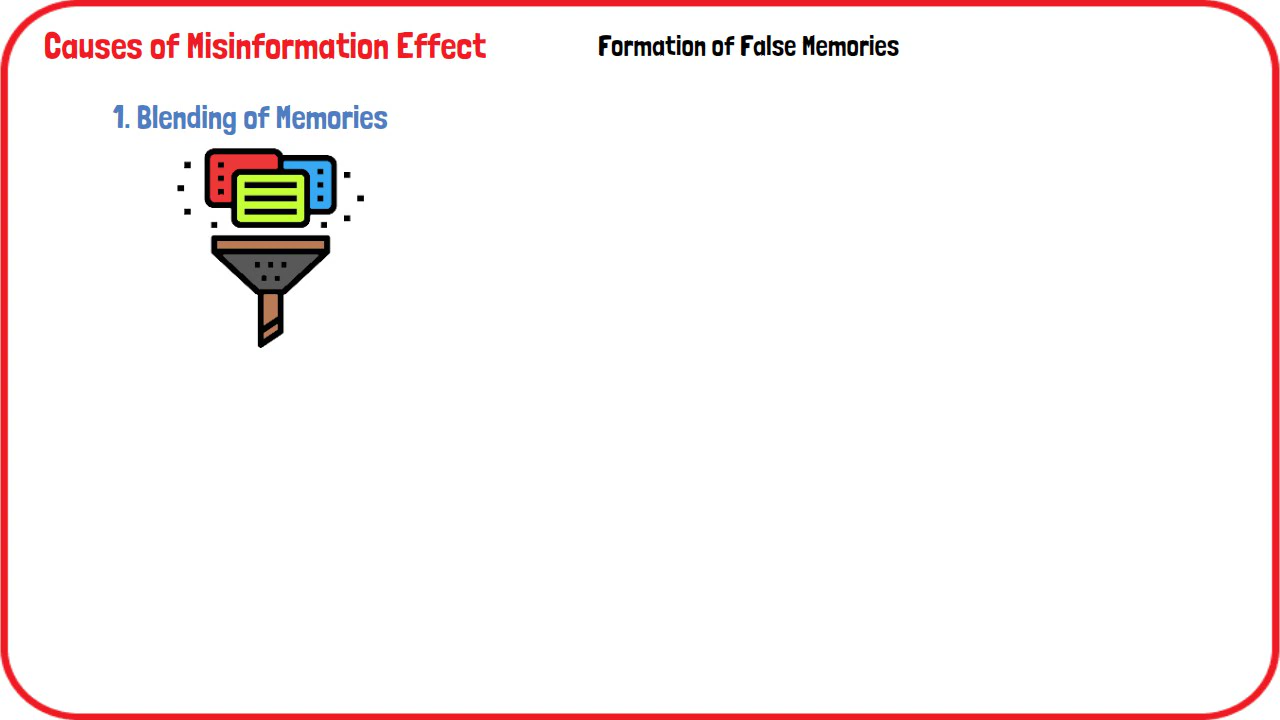 Causes of Misinformation Effect
Formation of False Memories
1. Blending of Memories